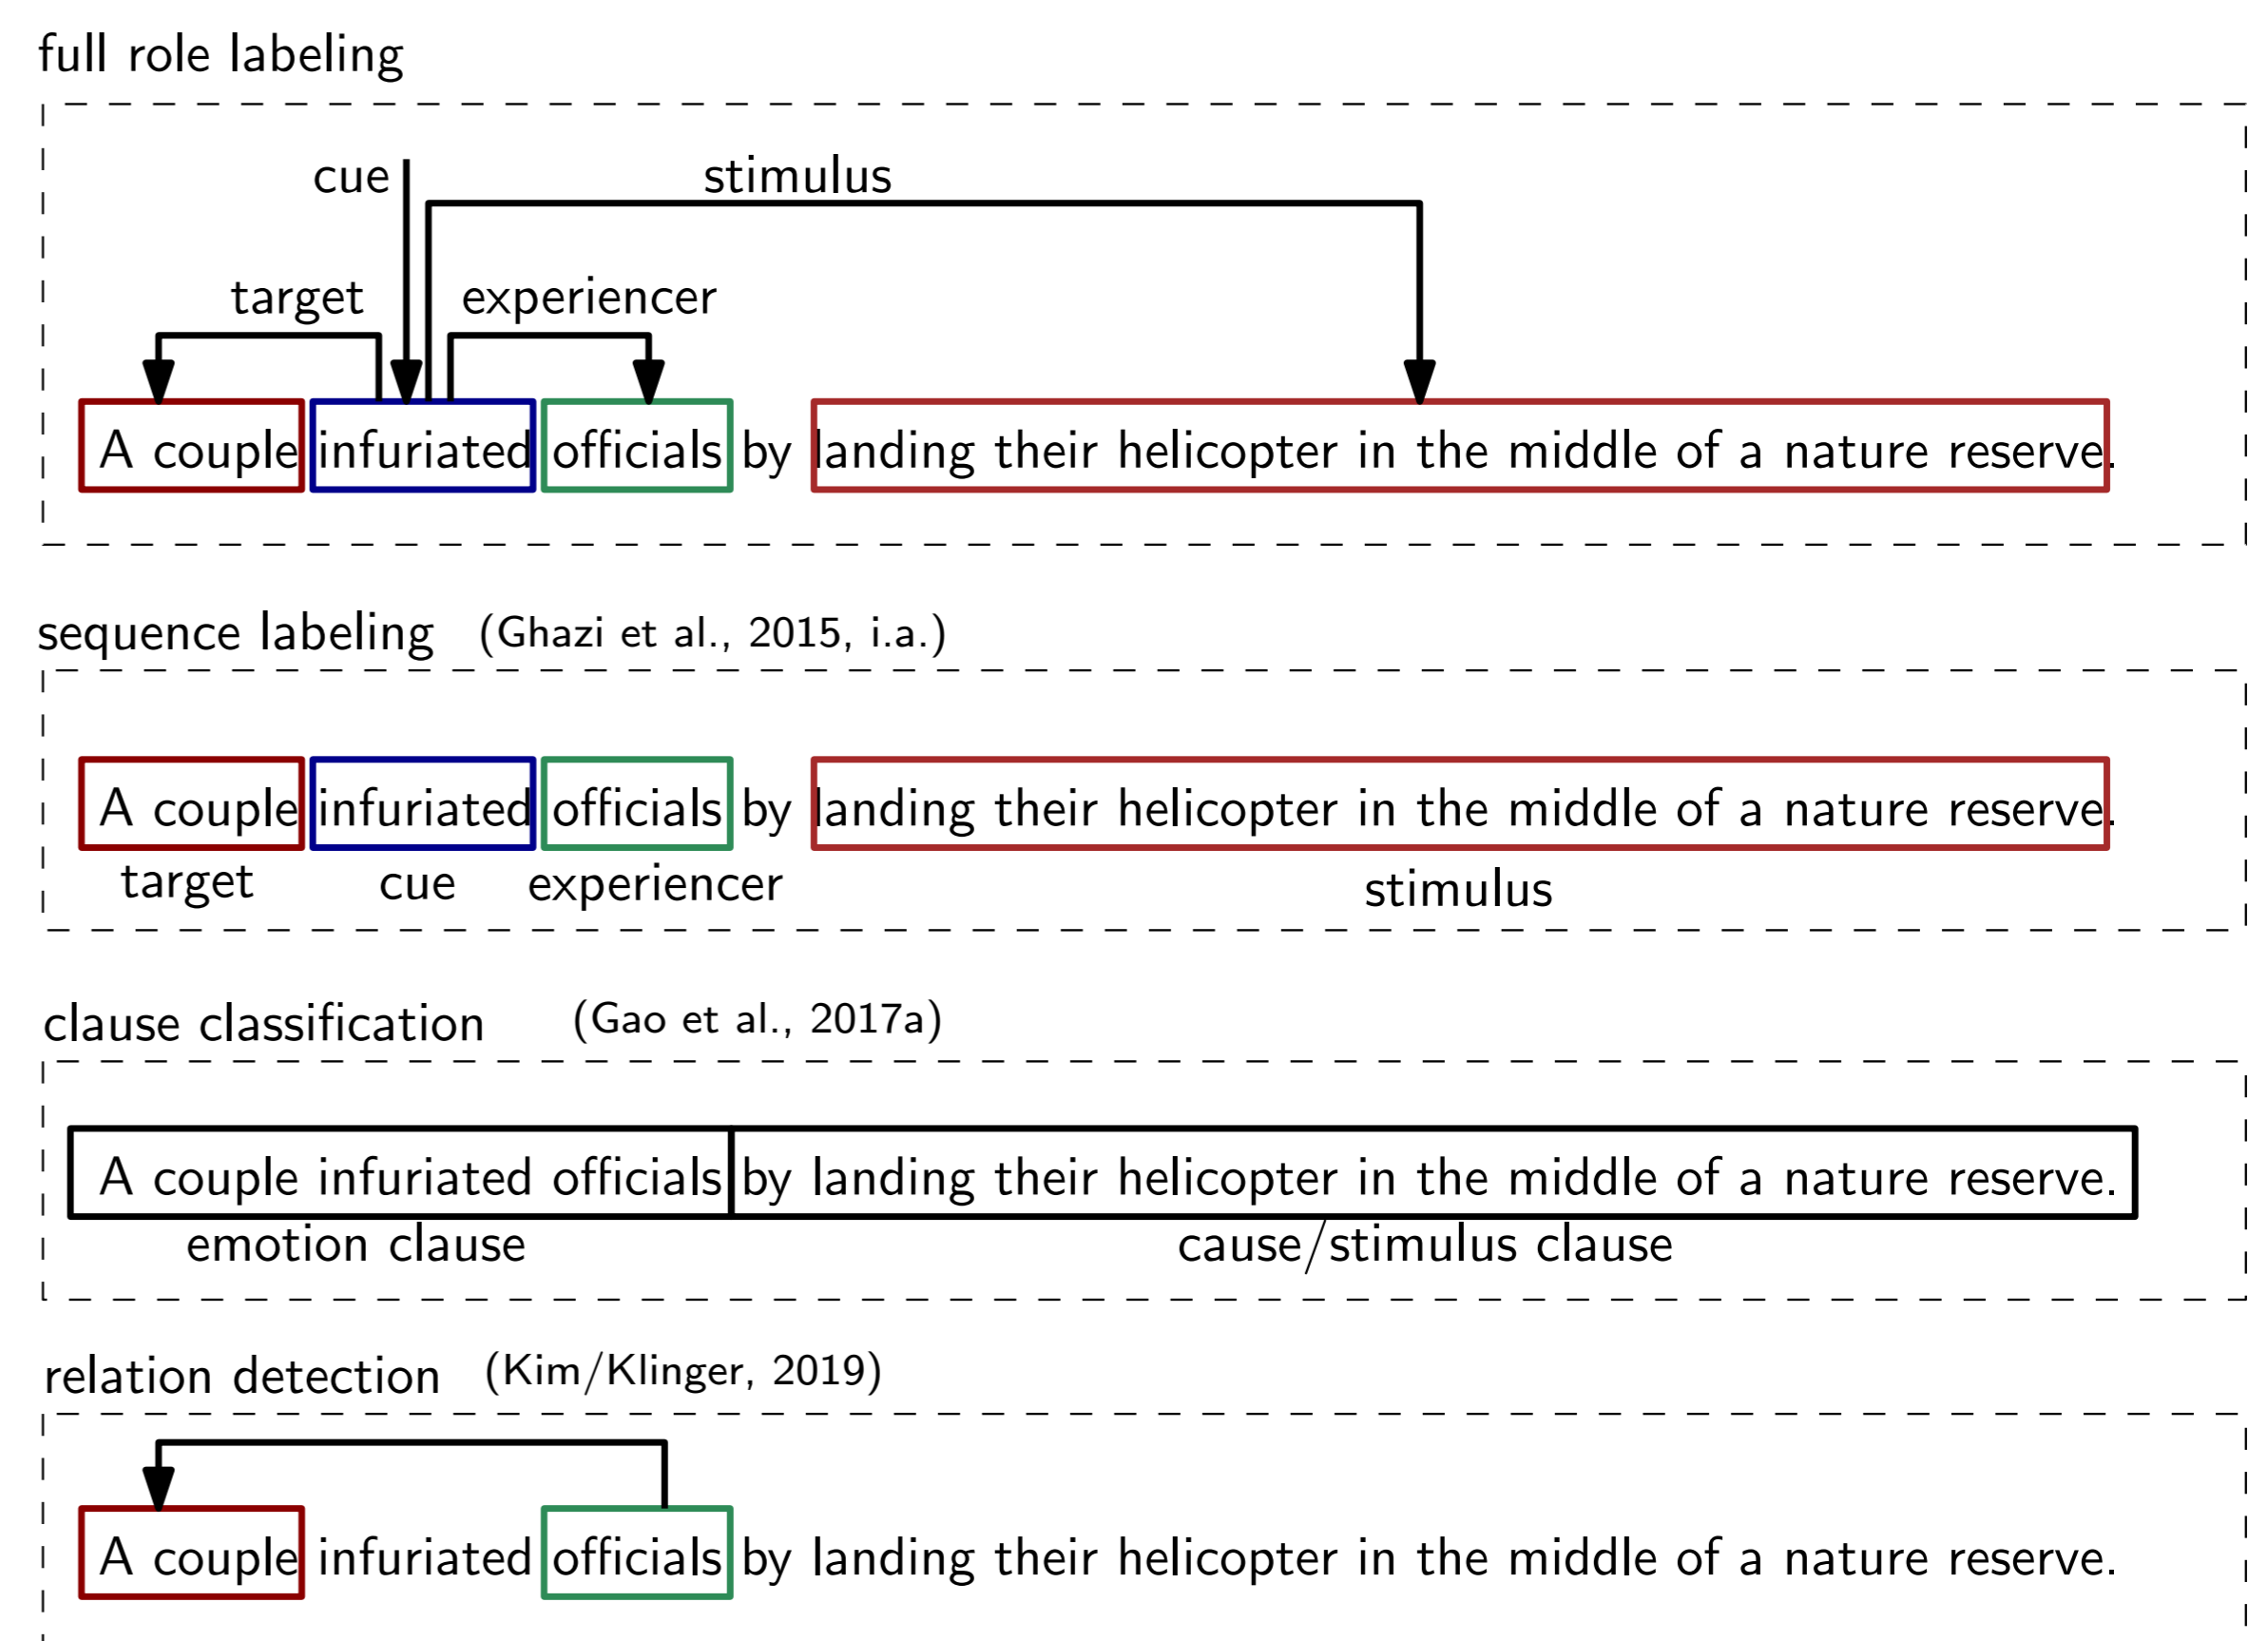 full role labeling
cue stimulus
target experiencer
A couple infuriated officials by landing their helicopter in the middle of a nature reserve.
sequence labeling (Ghazi et al., 2015, i.a.)
A couple infuriated officials by landing their helicopter in the middle of a nature reserve.
target cue experiencer stimulus
clause classification (Gao et al., 2017a)
A couple infuriated officials by landing their helicopter in the middle of a nature reserve.
emotion clause cause/stimulus clause
relation detection (Kim/Klinger, 2019)
A couple infuriated officials by landing their helicopter in the middle of a nature reserve.